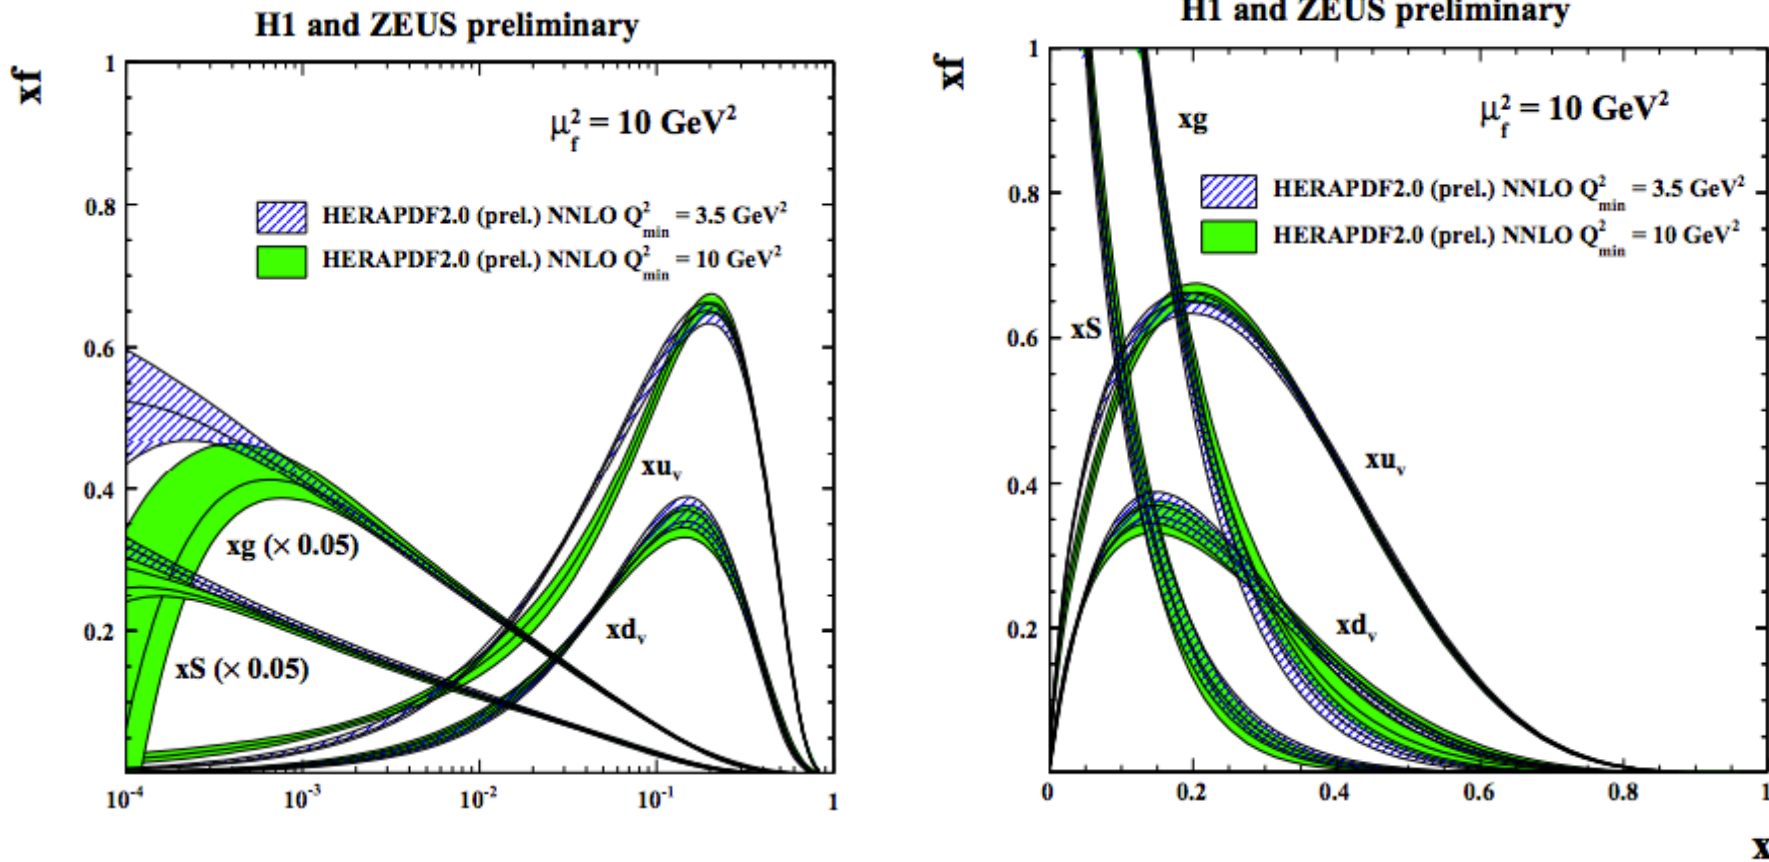 H1 and ZEUS preliminary
xf
1
0.8
0.6
0.4
0.2
μ_f^2 = 10 GeV^2
HERAPDF2.0 (prel.) NNLO Q^2_min = 3.5 GeV^2
HERAPDF2.0 (prel.) NNLO Q^2_min = 10 GeV^2
xu_v
xg (× 0.05)
xd_v
xS (× 0.05)
10^-4 10^-3 10^-2 10^-1 1
H1 and ZEUS preliminary
xf
1
0.8
0.6
0.4
0.2
xg
μ_f^2 = 10 GeV^2
HERAPDF2.0 (prel.) NNLO Q^2_min = 3.5 GeV^2
HERAPDF2.0 (prel.) NNLO Q^2_min = 10 GeV^2
xS
xu_v
xd_v
0 0.2 0.4 0.6 0.8 1
x